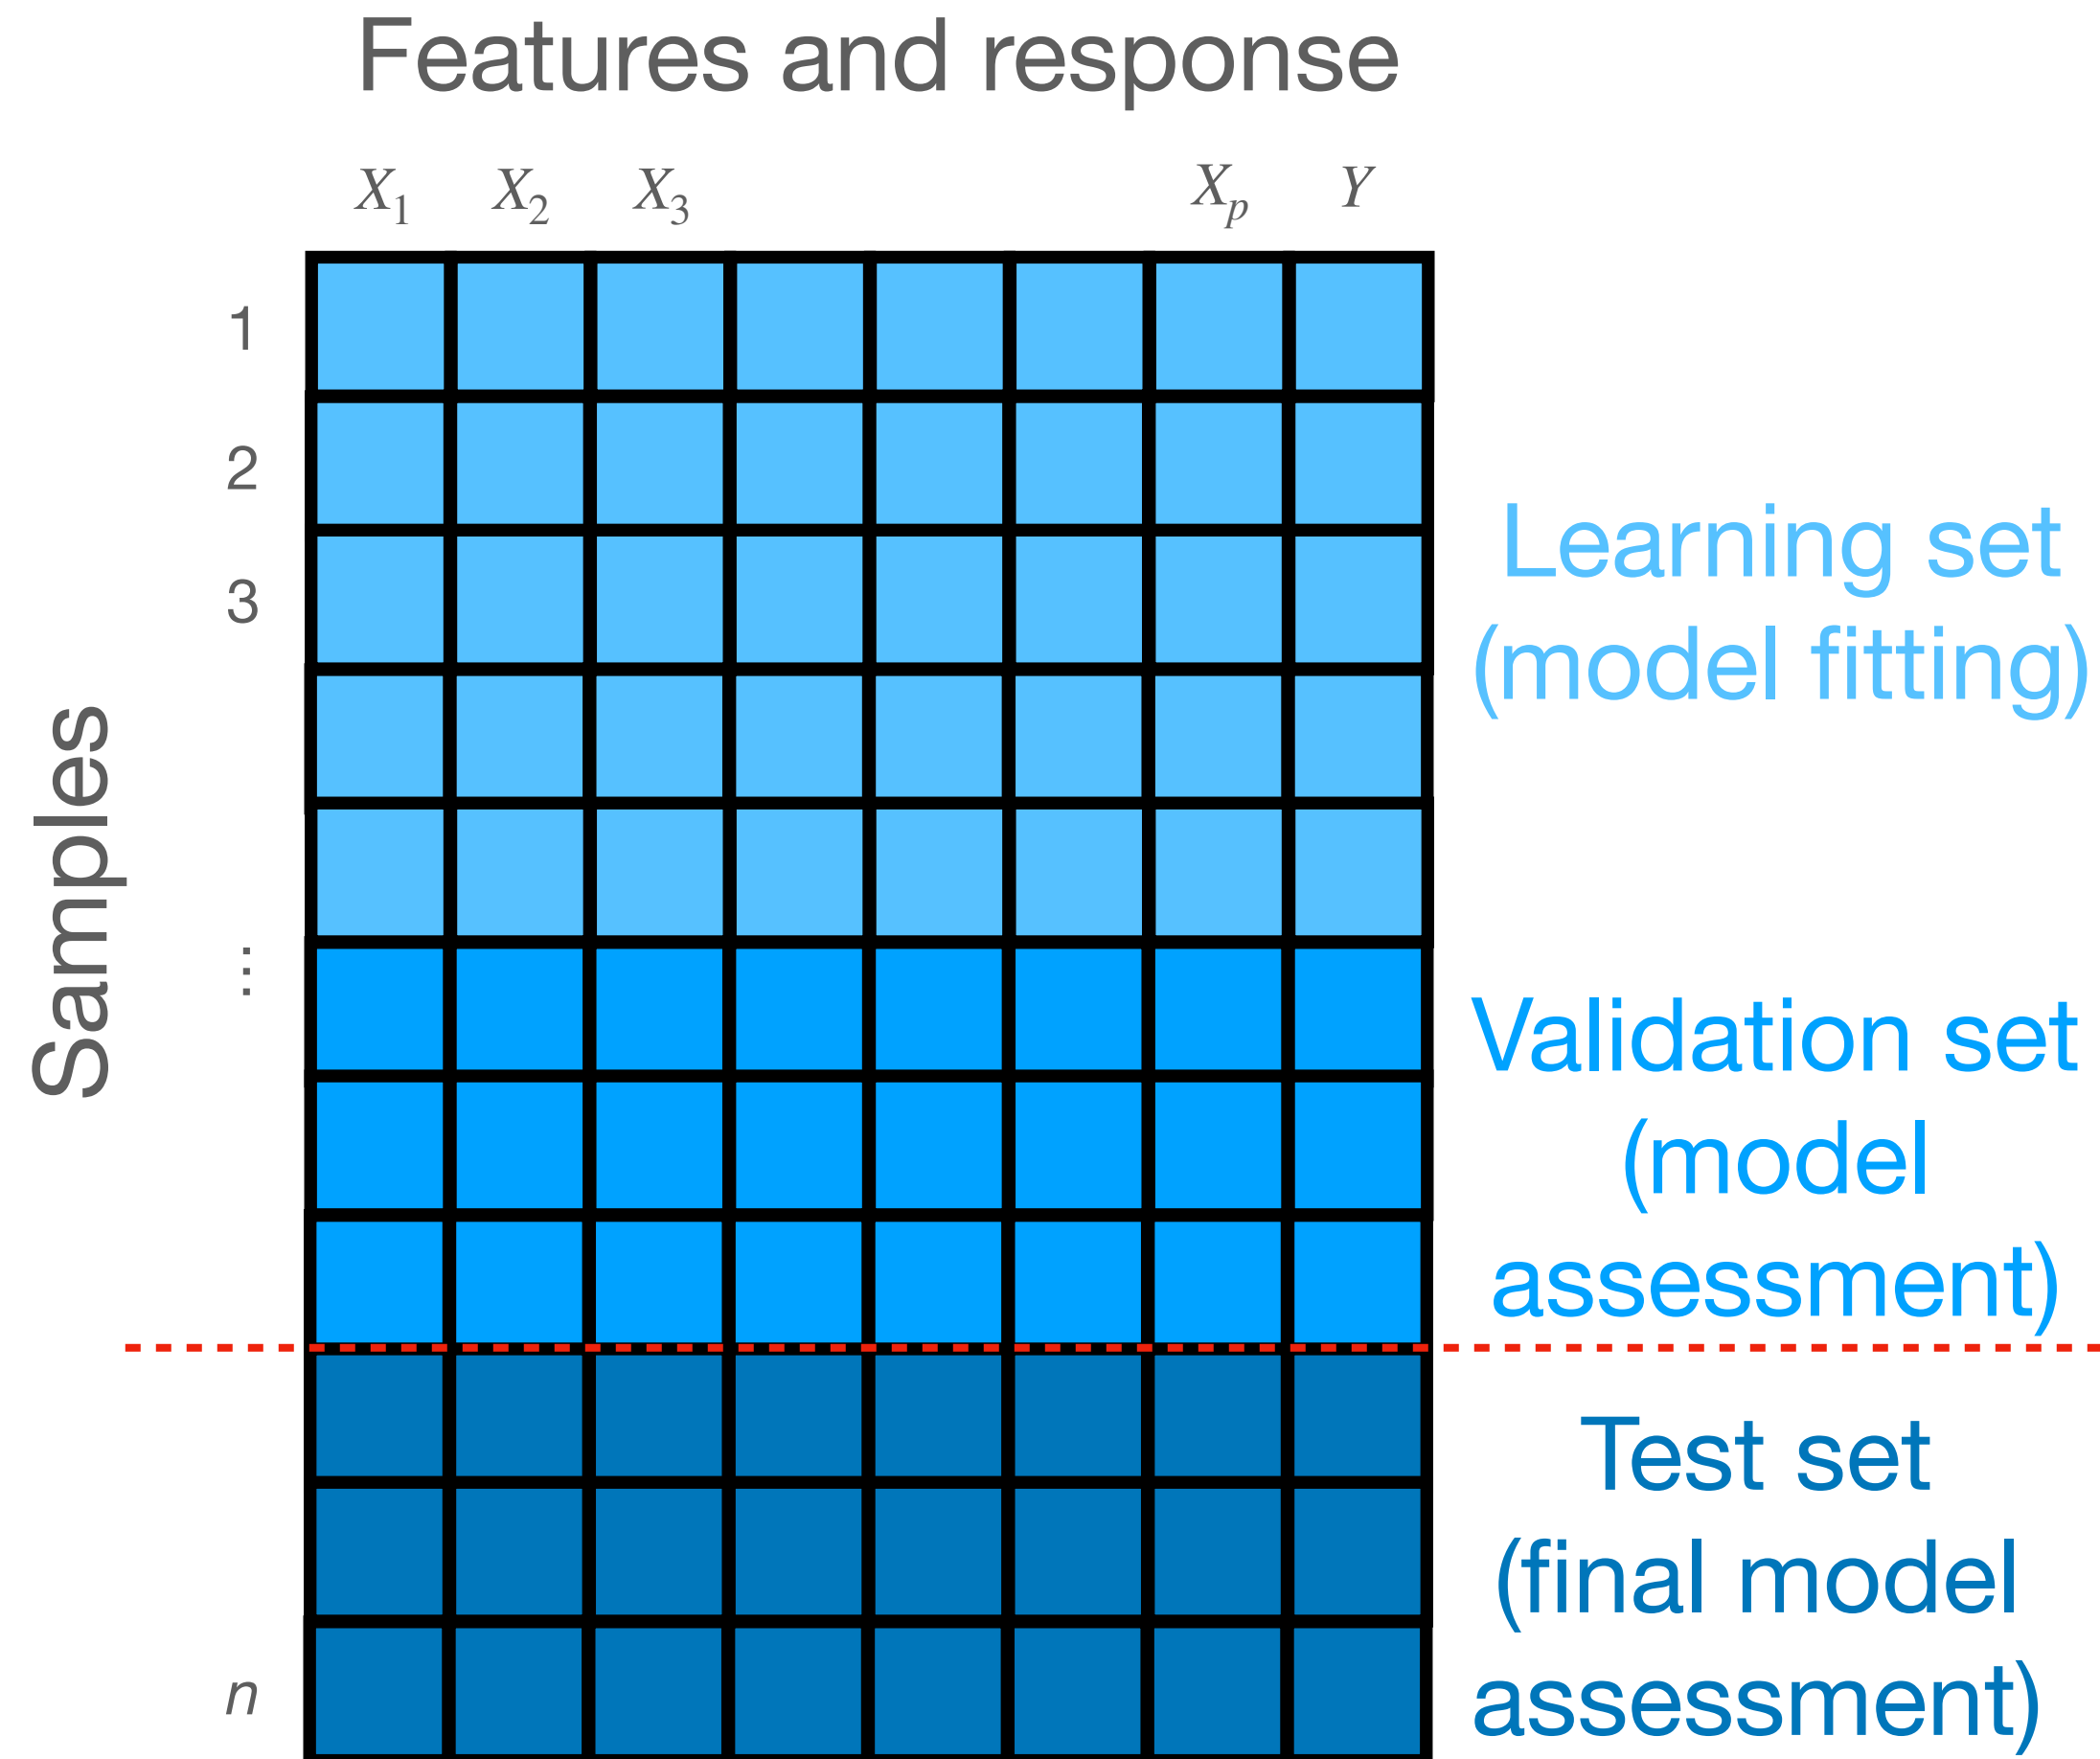 Features and response
X1 X2 X3 Xp Y
1
2
3
⋮
n
Samples
Learning set
(model fitting)
Validation set
(model
assessment)
Test set
(final model
assessment)